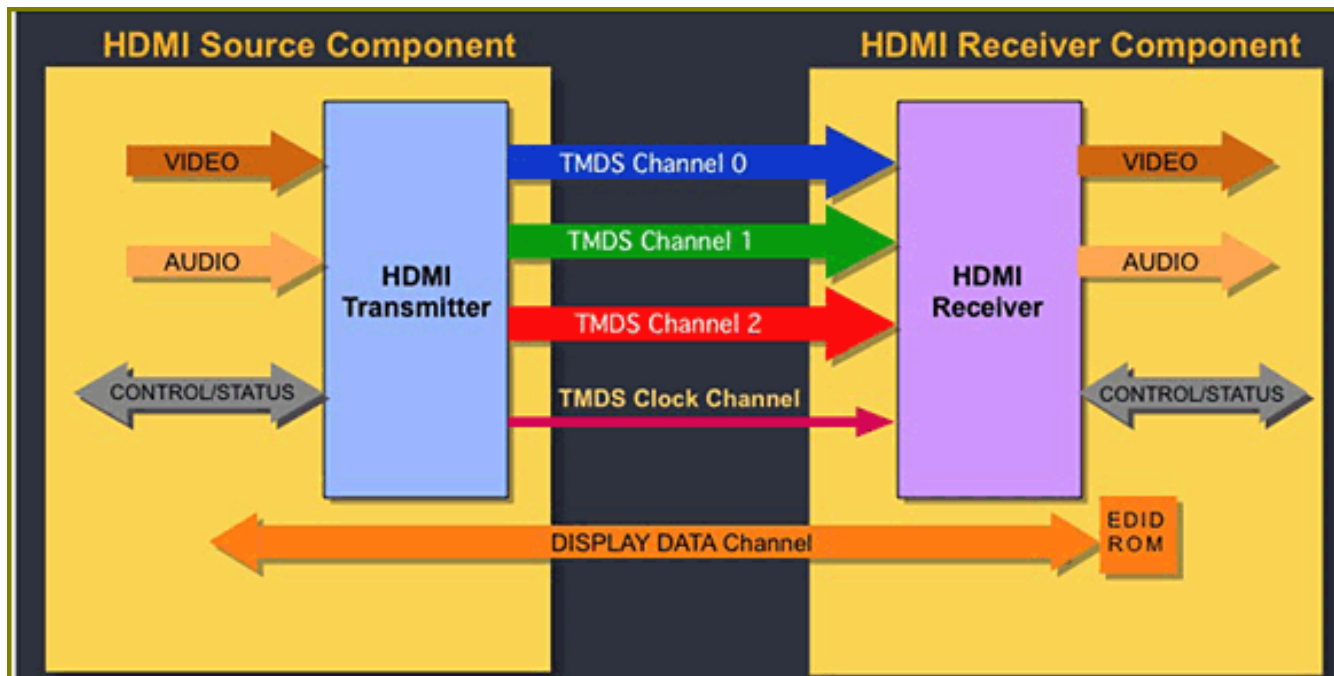 HDMI Source Component
HDMI Receiver Component
VIDEO
AUDIO
CONTROL/STATUS
HDMI
Transmitter
TMDS Channel 0
TMDS Channel 1
TMDS Channel 2
TMDS Clock Channel
HDMI
Receiver
VIDEO
AUDIO
CONTROL/STATUS
DISPLAY DATA Channel
EDID
ROM